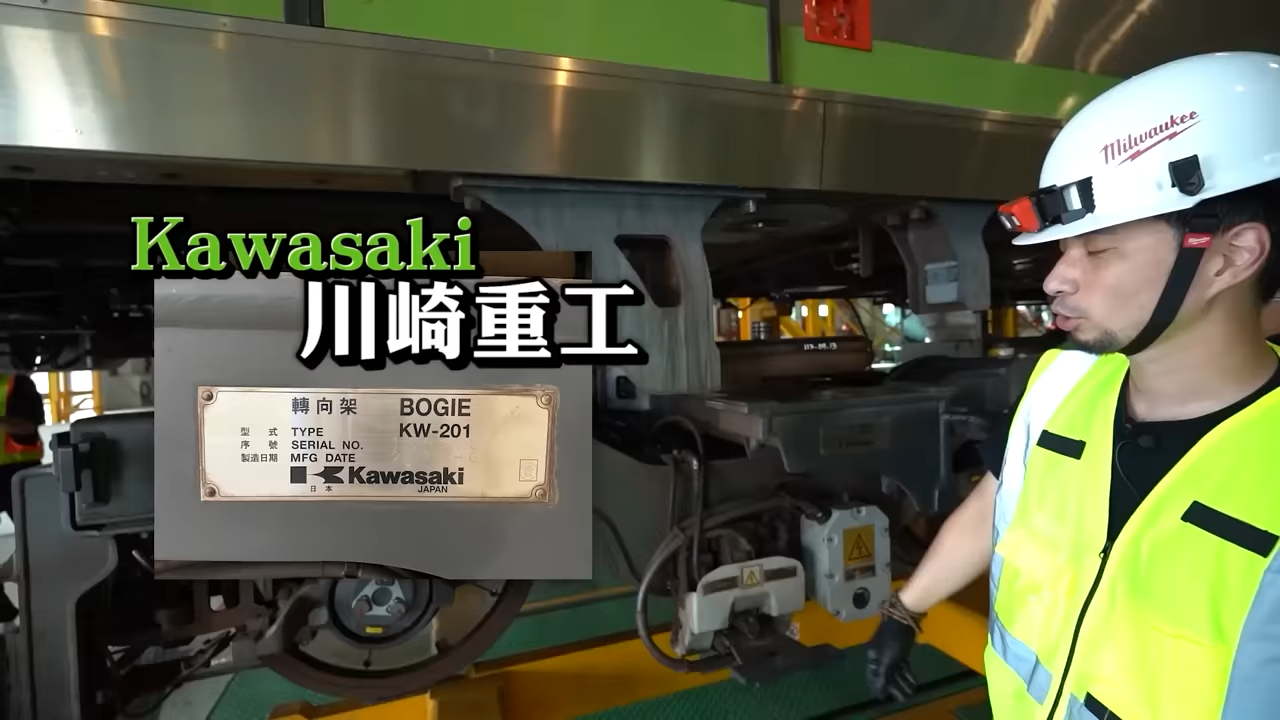 Milwaukee
Kawasaki
川崎重工
轉向架 BOGIE
型式 TYPE KW-201
序號 SERIAL NO.
製造日期 MFG DATE
Kawasaki
日本 JAPAN